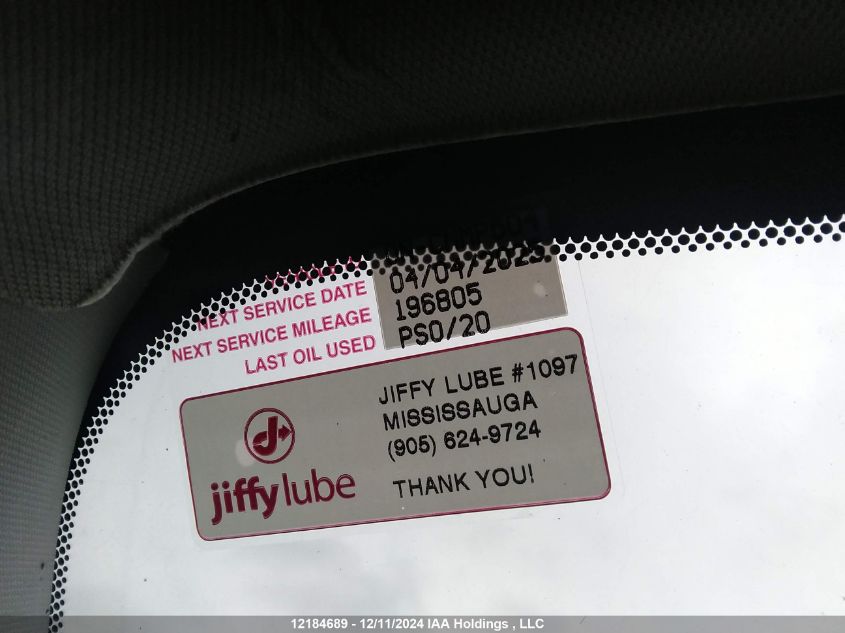 NEXT SERVICE DATE 04/04/2023
NEXT SERVICE MILEAGE 196805
LAST OIL USED PS0/20
jiffy lube
JIFFY LUBE #1097
MISSISSAUGA
(905) 624-9724
THANK YOU!
12184689 - 12/11/2024 IAA Holdings , LLC